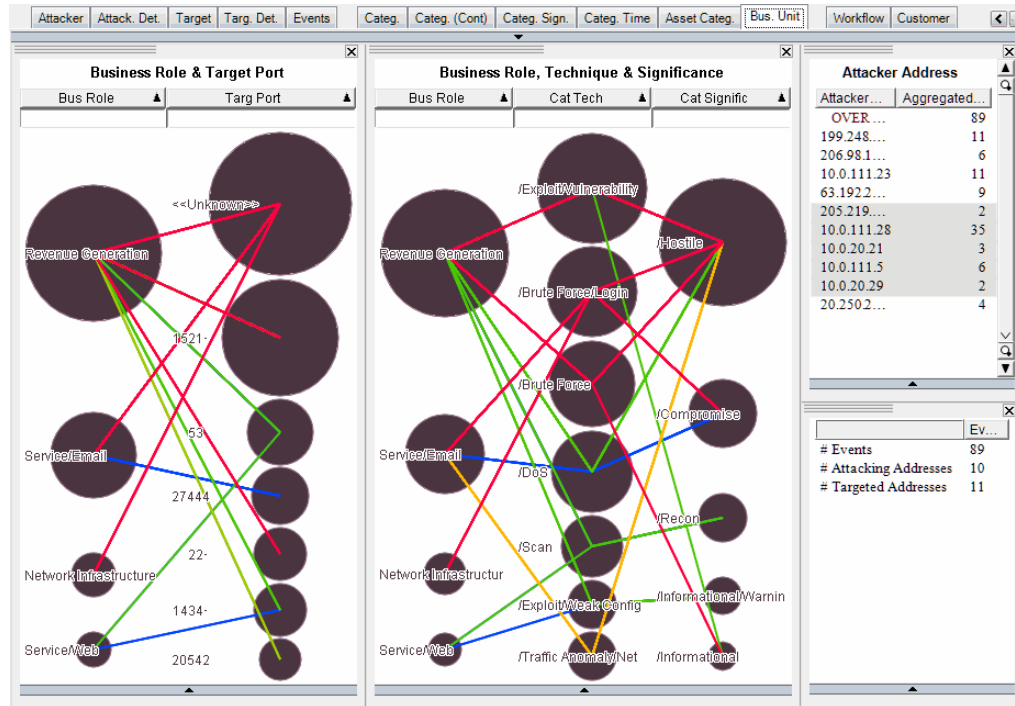 Attacker Attack. Det. Target Targ. Det. Events Categ. Categ. (Cont) Categ. Sign. Categ. Time Asset Categ. Bus. Unit Workflow Customer
Business Role & Target Port
Bus Role Targ Port
<<Unknown>>
Revenue Generation
1521-
53-
Service/Email
27444
22-
Network Infrastructure
1434-
Service/Web
20542
Business Role, Technique & Significance
Bus Role Cat Tech Cat Signific
/Exploit/Vulnerability
Revenue Generation /Hostile
/Brute Force/Login
/Brute Force
/Compromise
Service/Email
/DoS
/Recon
/Scan
Network Infrastructur
/Exploit/Weak Config /Informational/Warnin
Service/Web /Traffic Anomaly/Net /Informational
Attacker Address
Attacker... Aggregated...
OVER ... 89
199.248.... 11
206.98.1... 6
10.0.111.23 11
63.192.2... 9
205.219.... 2
10.0.111.28 35
10.0.20.21 3
10.0.111.5 6
10.0.20.29 2
20.250.2... 4
Ev...
# Events 89
# Attacking Addresses 10
# Targeted Addresses 11